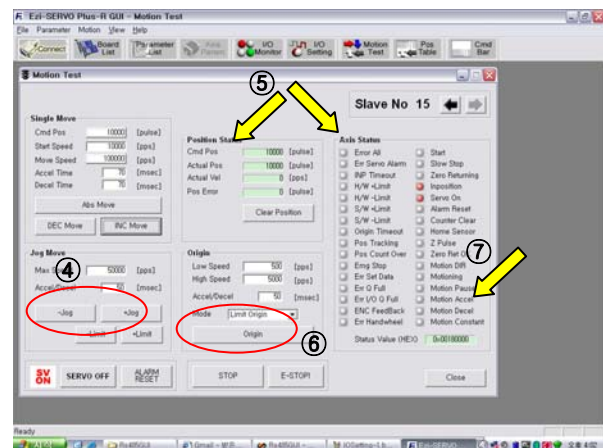 Ezi-SERVO Plus-R GUI - Motion Test
File Parameter Motion View Help
Connect Board List Parameter List Axis Param I/O Monitor I/O Setting Motion Test Pos Table Cmd Bar
Motion Test
⑤
Slave No 15
Single Move
Cmd Pos 10000 [pulse]
Start Speed 10000 [pps]
Move Speed 100000 [pps]
Accel Time 70 [msec]
Decel Time 70 [msec]
Abs Move
DEC Move INC Move
Position Status
Cmd Pos 10000 [pulse]
Actual Pos 10000 [pulse]
Actual Vel 0 [pps]
Pos Error 0 [pulse]
Clear Position
Axis Status
Error All
Err Servo Alarm
INP Timeout
H/W +Limit
H/W -Limit
S/W +Limit
S/W -Limit
Origin Timeout
Pos Tracking
Pos Count Over
Emg Stop
Err Set Data
Err Q Full
Err I/O Q Full
ENC FeedBack
Err Handwheel
Start
Slow Stop
Zero Returning
Inposition
Servo On
Alarm Reset
Counter Clear
Home Sensor
Z Pulse
Zero Ret
⑦
Motion DIR
Motioning
Motion Pause
Motion Accel
Motion Decel
Motion Constant
Status Value (HEX) 0x00180000
Jog Move
④
Max 50000 [pps]
Accel/Decel 50 [msec]
-Jog +Jog
-Limit +Limit
Origin
Low Speed 500 [pps]
High Speed 5000 [pps]
Accel/Decel 50 [msec]
Mode Limit Origin
Origin
⑥
SV ON SERVO OFF ALARM RESET STOP E-STOP! Close
Ready